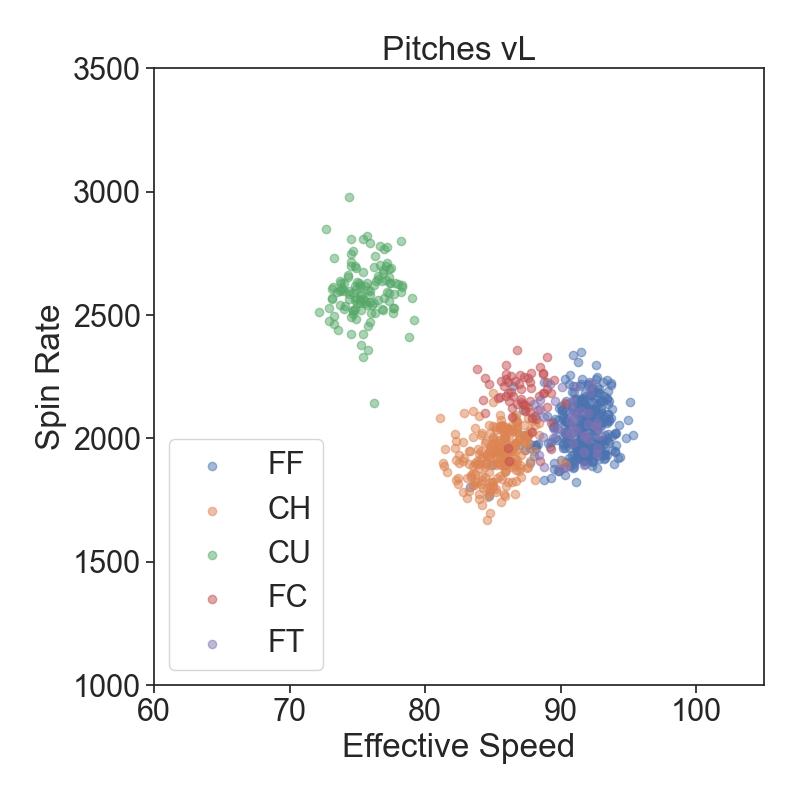 Pitches vL
3500
3000
2500
2000
1500
1000
Spin Rate
FF
CH
CU
FC
FT
60 70 80 90 100
Effective Speed